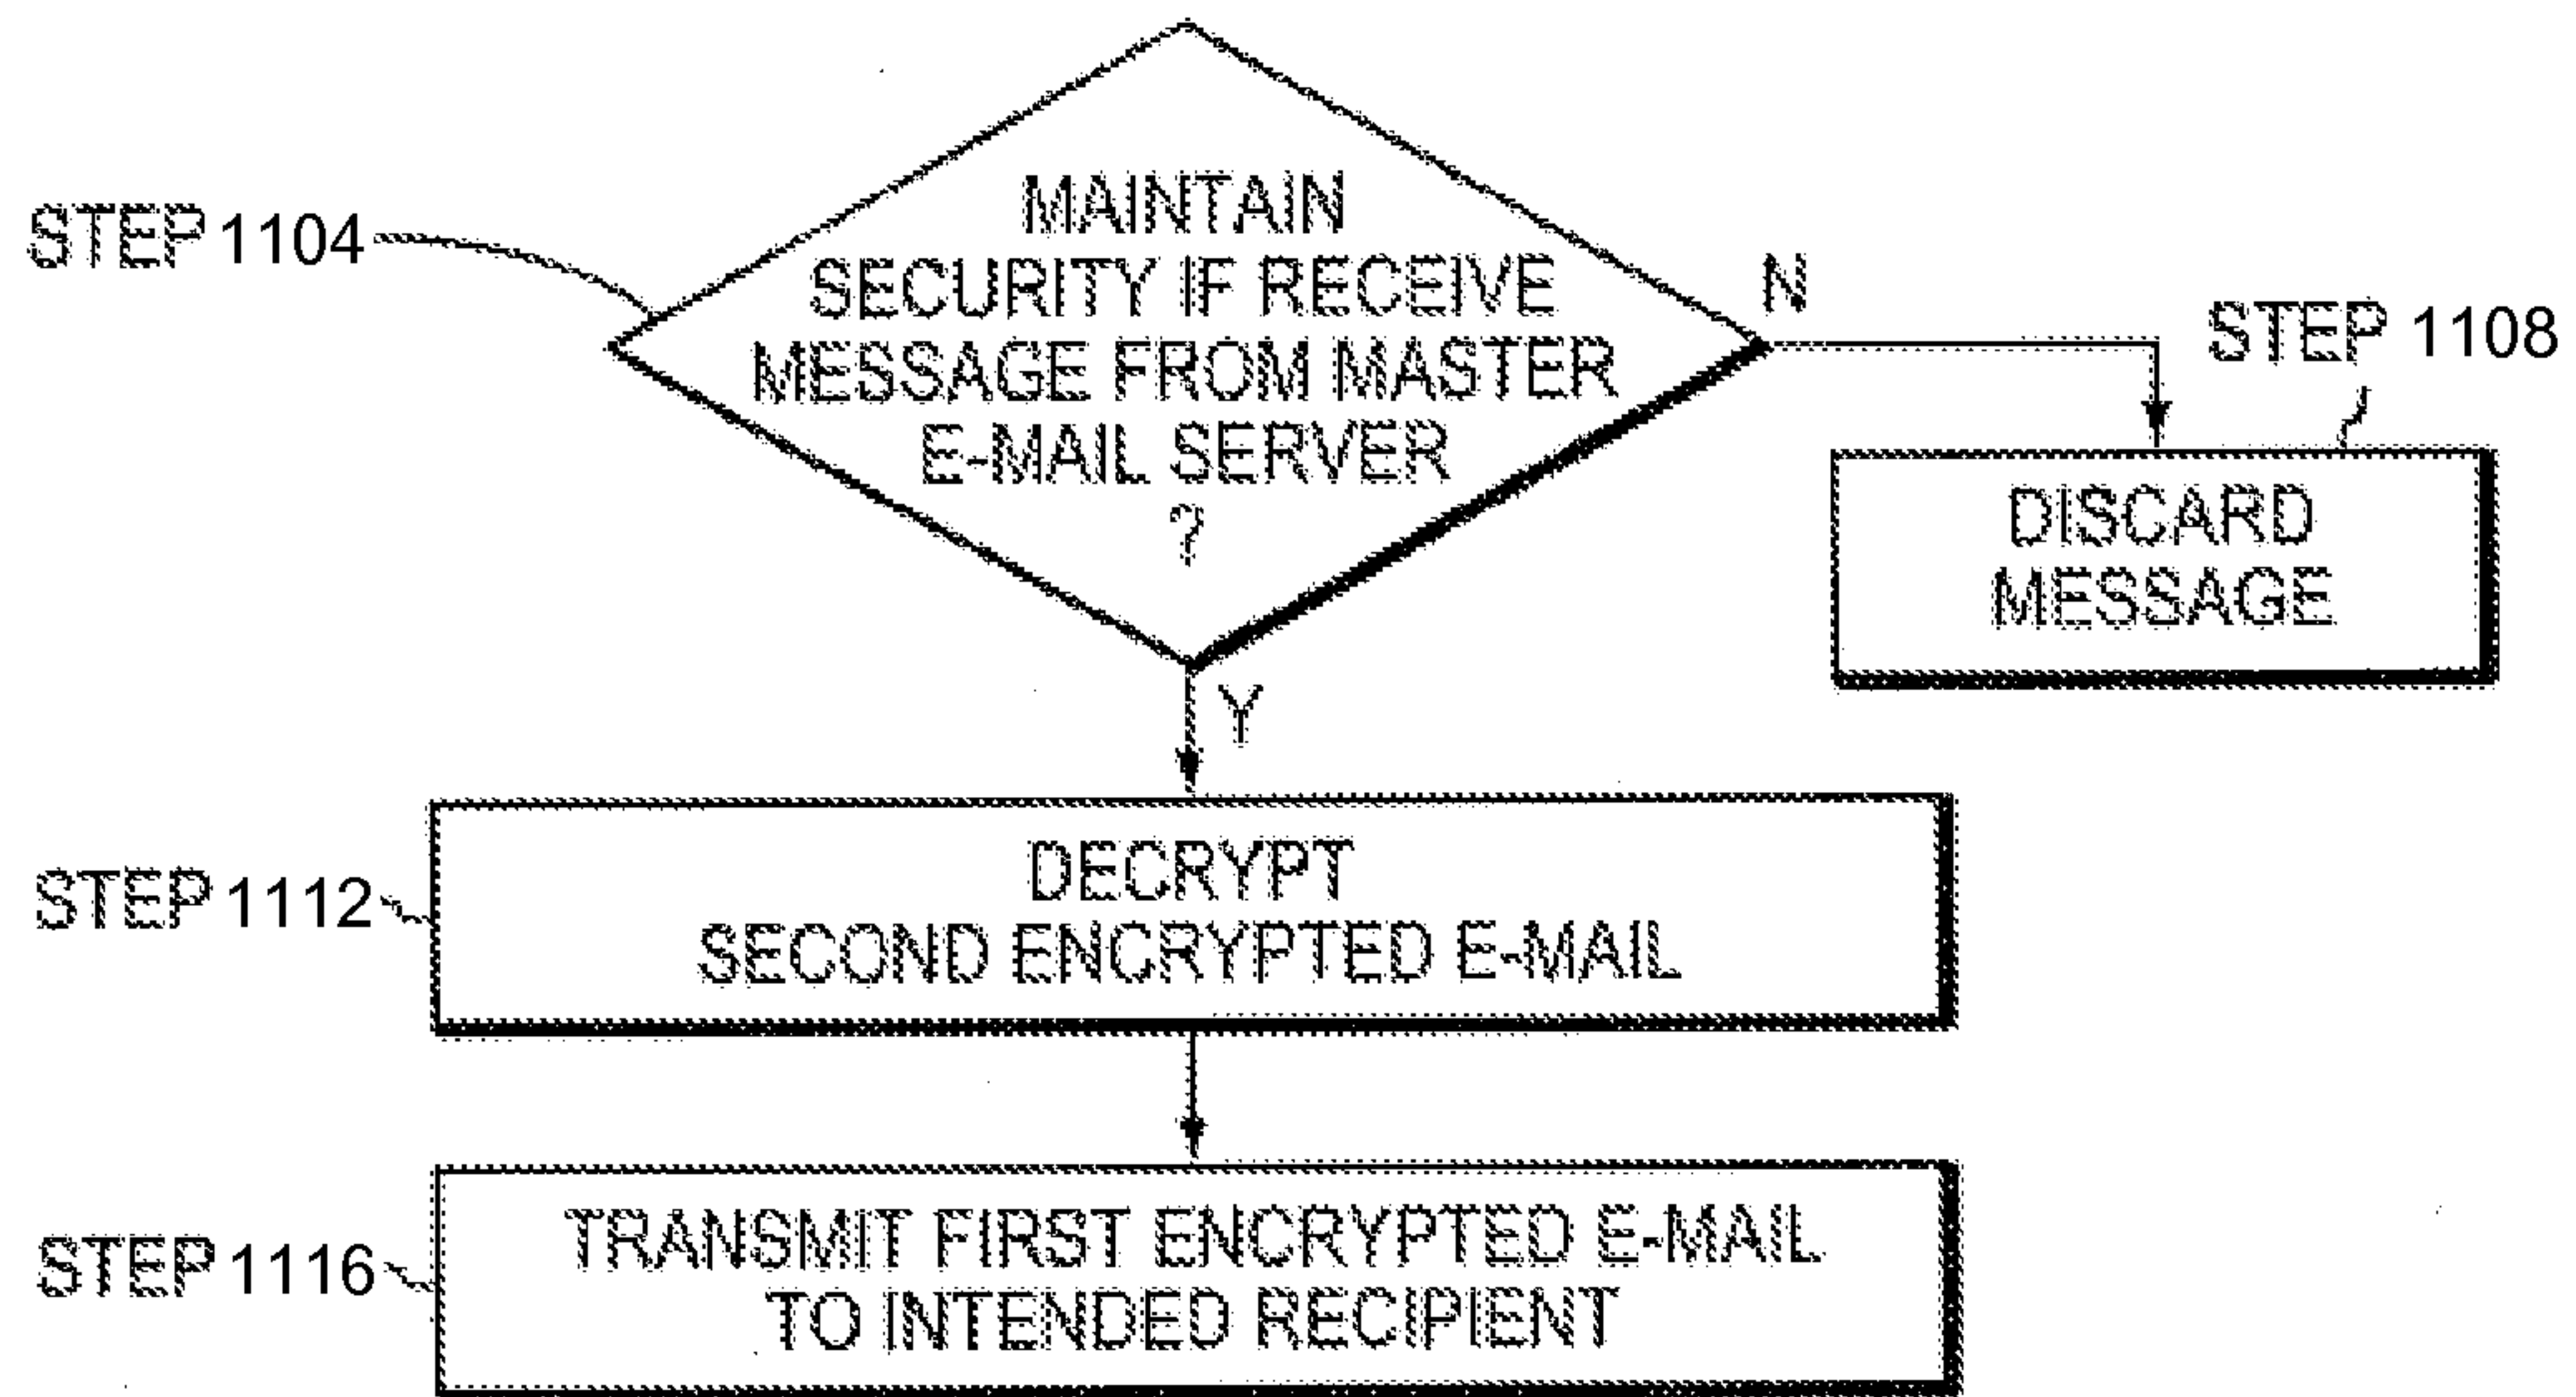 STEP 1104
MAINTAIN
SECURITY IF RECEIVE
MESSAGE FROM MASTER
E-MAIL SERVER
?
N
STEP 1108
DISCARD
MESSAGE
Y
STEP 1112
DECRYPT
SECOND ENCRYPTED E-MAIL
STEP 1116
TRANSMIT FIRST ENCRYPTED E-MAIL
TO INTENDED RECIPIENT